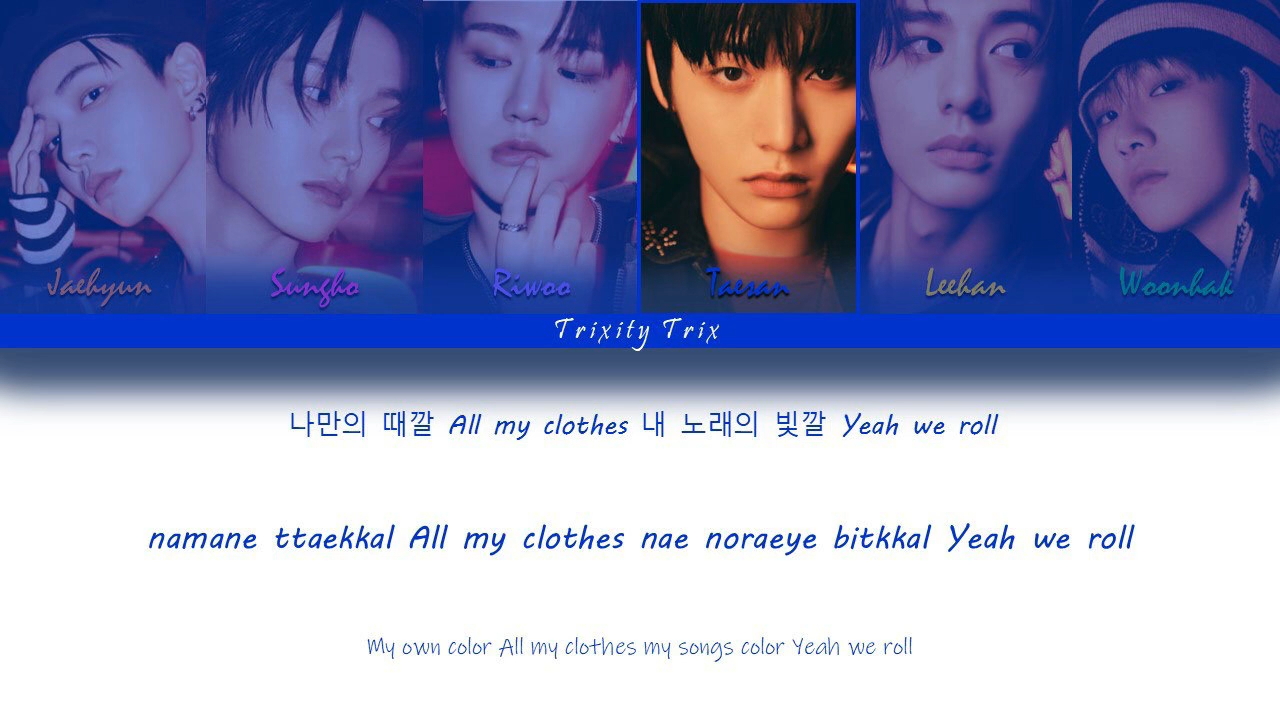 Jaehyun Sungho Riwoo Taesan Leehan Woonhak
Trixity Trix
나만의 때깔 All my clothes 내 노래의 빛깔 Yeah we roll
namane ttaekkal All my clothes nae noraeye bitkkal Yeah we roll
My own color All my clothes my songs color Yeah we roll